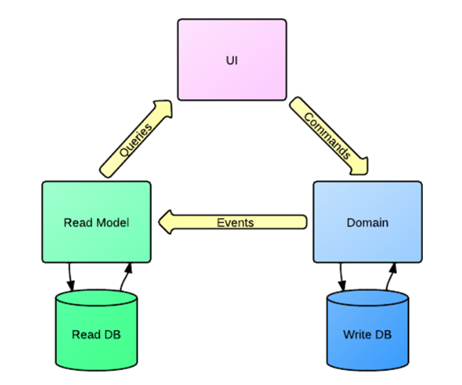 UI
Queries
Commands
Read Model
Events
Domain
Read DB
Write DB